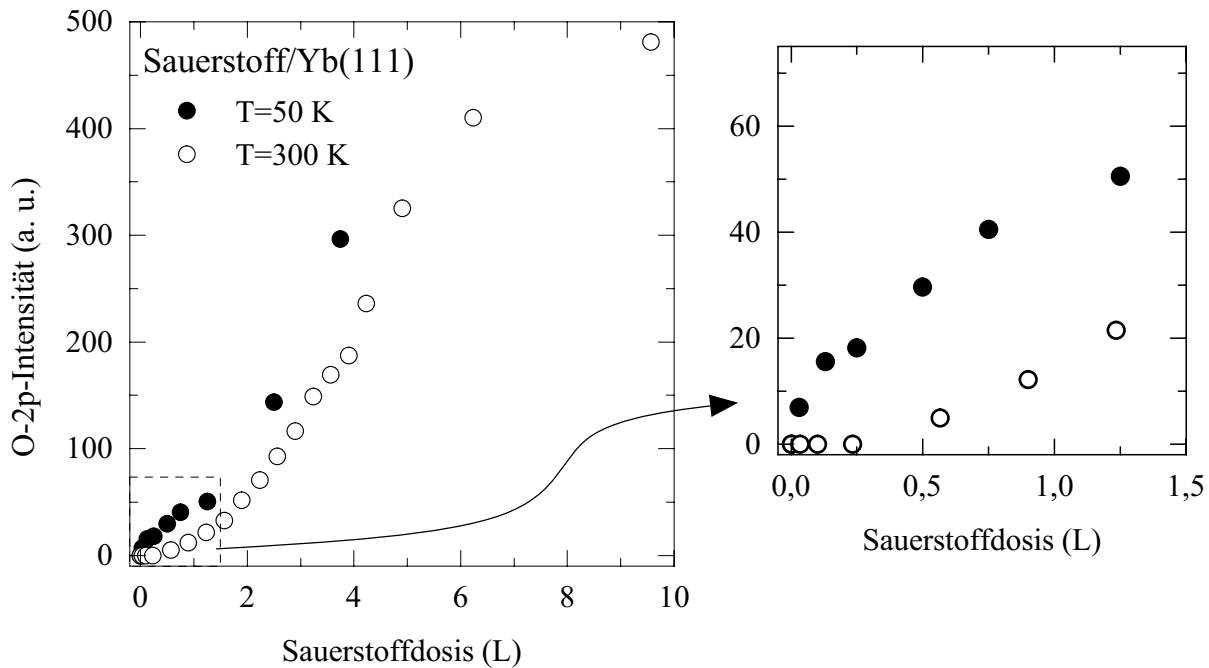 Sauerstoff/Yb(111)
T=50 K
T=300 K
O-2p-Intensität (a. u.)
500
400
300
200
100
0
0 2 4 6 8 10
Sauerstoffdosis (L)
60
40
20
0
0,0 0,5 1,0 1,5
Sauerstoffdosis (L)